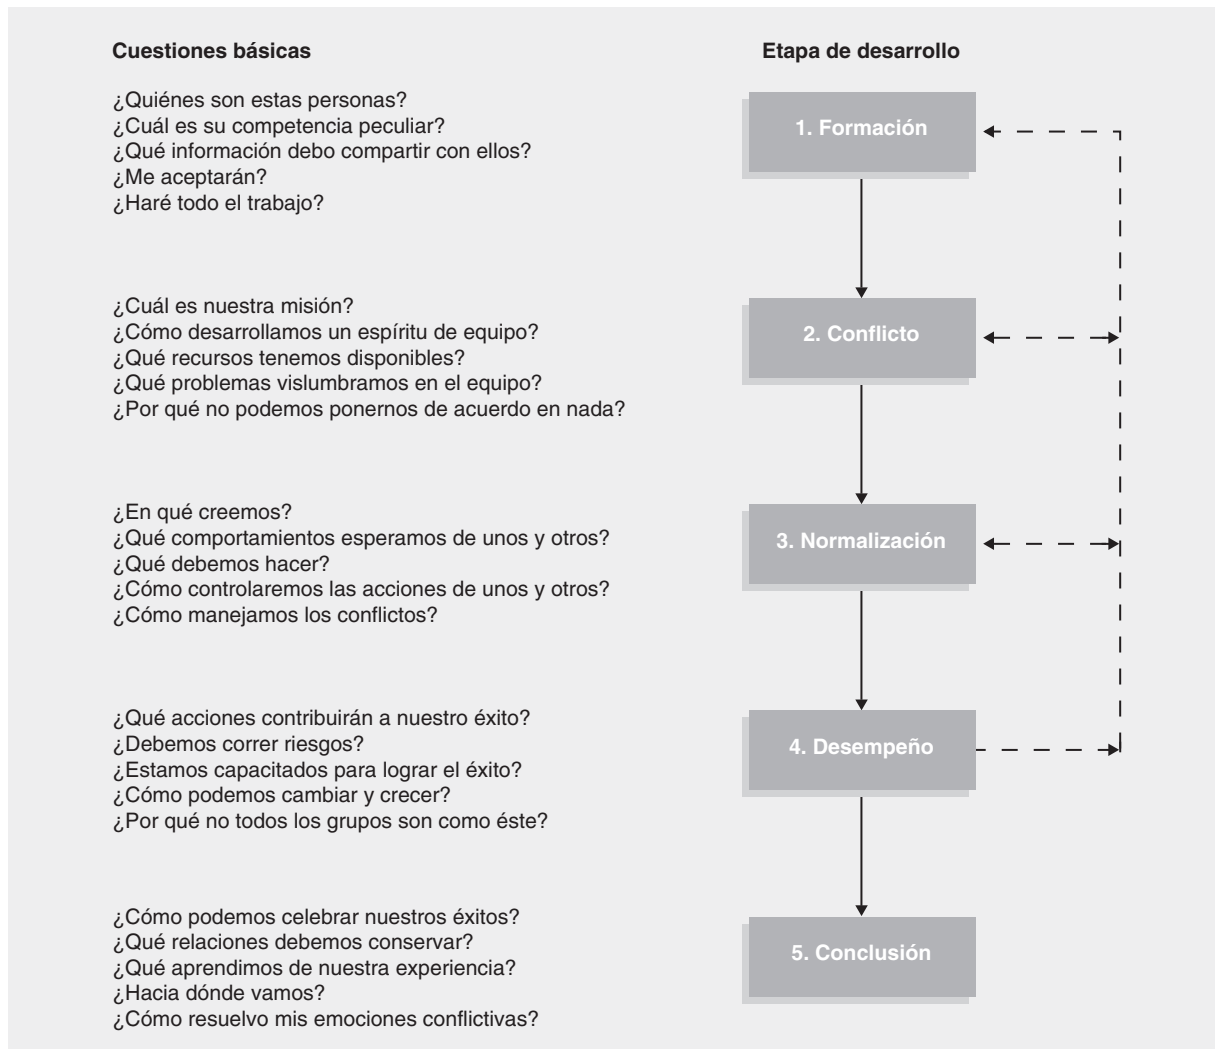 Cuestiones básicas
Etapa de desarrollo
¿Quiénes son estas personas?
¿Cuál es su competencia peculiar?
¿Qué información debo compartir con ellos?
¿Me aceptarán?
¿Haré todo el trabajo?
1. Formación
¿Cuál es nuestra misión?
¿Cómo desarrollamos un espíritu de equipo?
¿Qué recursos tenemos disponibles?
¿Qué problemas vislumbramos en el equipo?
¿Por qué no podemos ponernos de acuerdo en nada?
2. Conflicto
¿En qué creemos?
¿Qué comportamientos esperamos de unos y otros?
¿Qué debemos hacer?
¿Cómo controlaremos las acciones de unos y otros?
¿Cómo manejamos los conflictos?
3. Normalización
¿Qué acciones contribuirán a nuestro éxito?
¿Debemos correr riesgos?
¿Estamos capacitados para lograr el éxito?
¿Cómo podemos cambiar y crecer?
¿Por qué no todos los grupos son como éste?
4. Desempeño
¿Cómo podemos celebrar nuestros éxitos?
¿Qué relaciones debemos conservar?
¿Qué aprendimos de nuestra experiencia?
¿Hacia dónde vamos?
¿Cómo resuelvo mis emociones conflictivas?
5. Conclusión